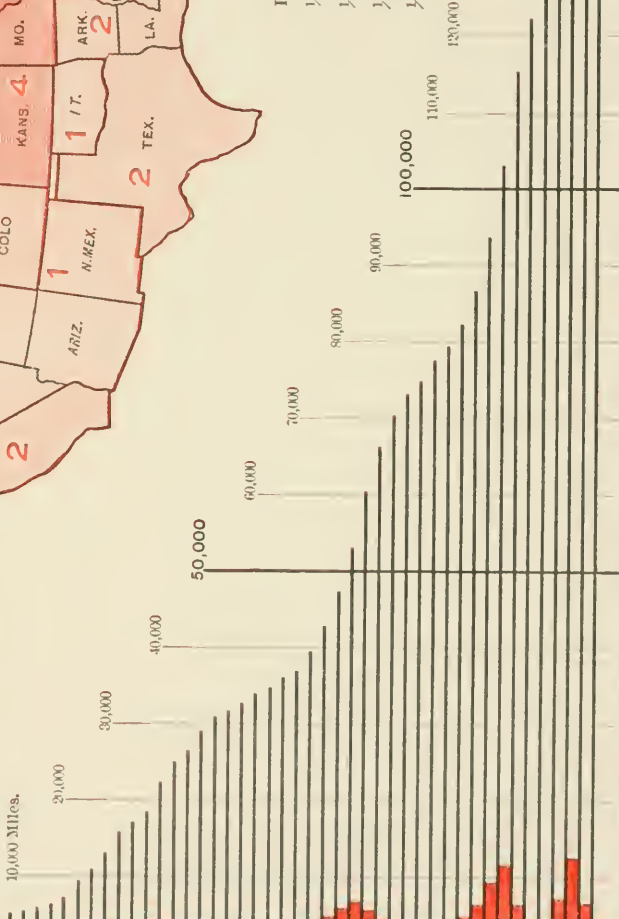 MO.
ARK.
2
LA.
KANS.
4
I T.
1
TEX.
2
COLO
N.MEX.
1
ARIZ.
2
120,000
110,000
100,000
90,000
80,000
70,000
60,000
50,000
40,000
30,000
20,000
10,000 Miles.